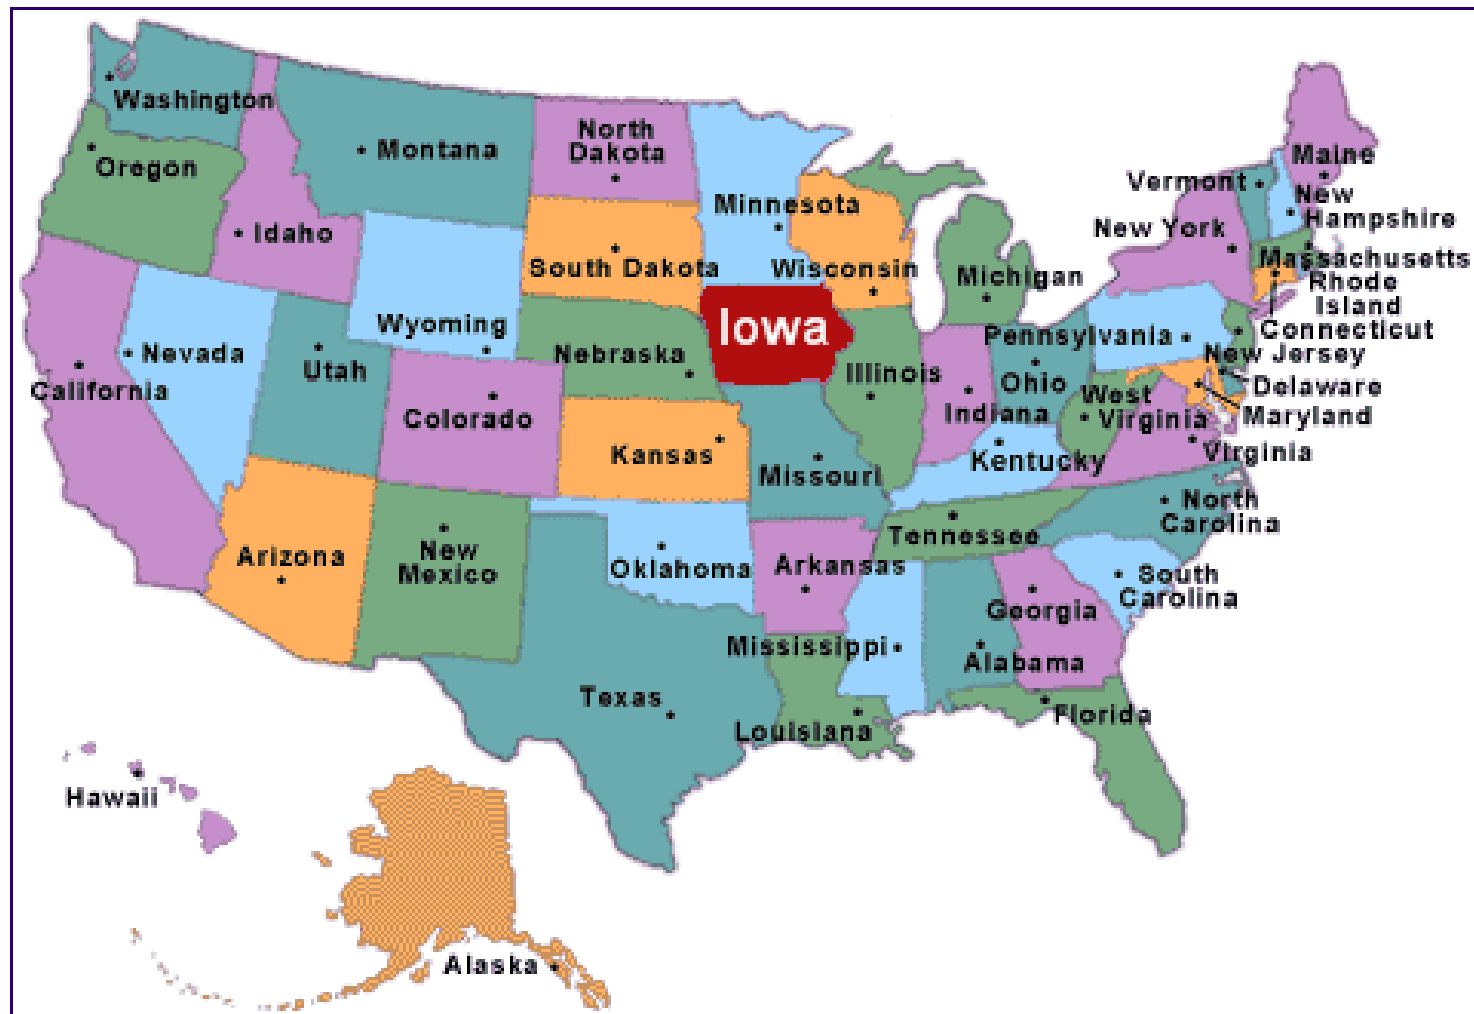 Washington
Oregon
Idaho
Montana
North
Dakota
Minnesota
South Dakota
Wisconsin
Michigan
Maine
Vermont
New
Hampshire
New York
Massachusetts
Rhode
Island
Connecticut
Pennsylvania
New Jersey
Delaware
Maryland
West
Virginia
Virginia
Wyoming
Iowa
Nebraska
Nevada
Utah
California
Colorado
Illinois
Indiana
Ohio
Kansas
Missouri
Kentucky
North
Carolina
Tennessee
Arizona
New
Mexico
Oklahoma
Arkansas
South
Carolina
Georgia
Mississippi
Alabama
Texas
Louisiana
Florida
Hawaii
Alaska